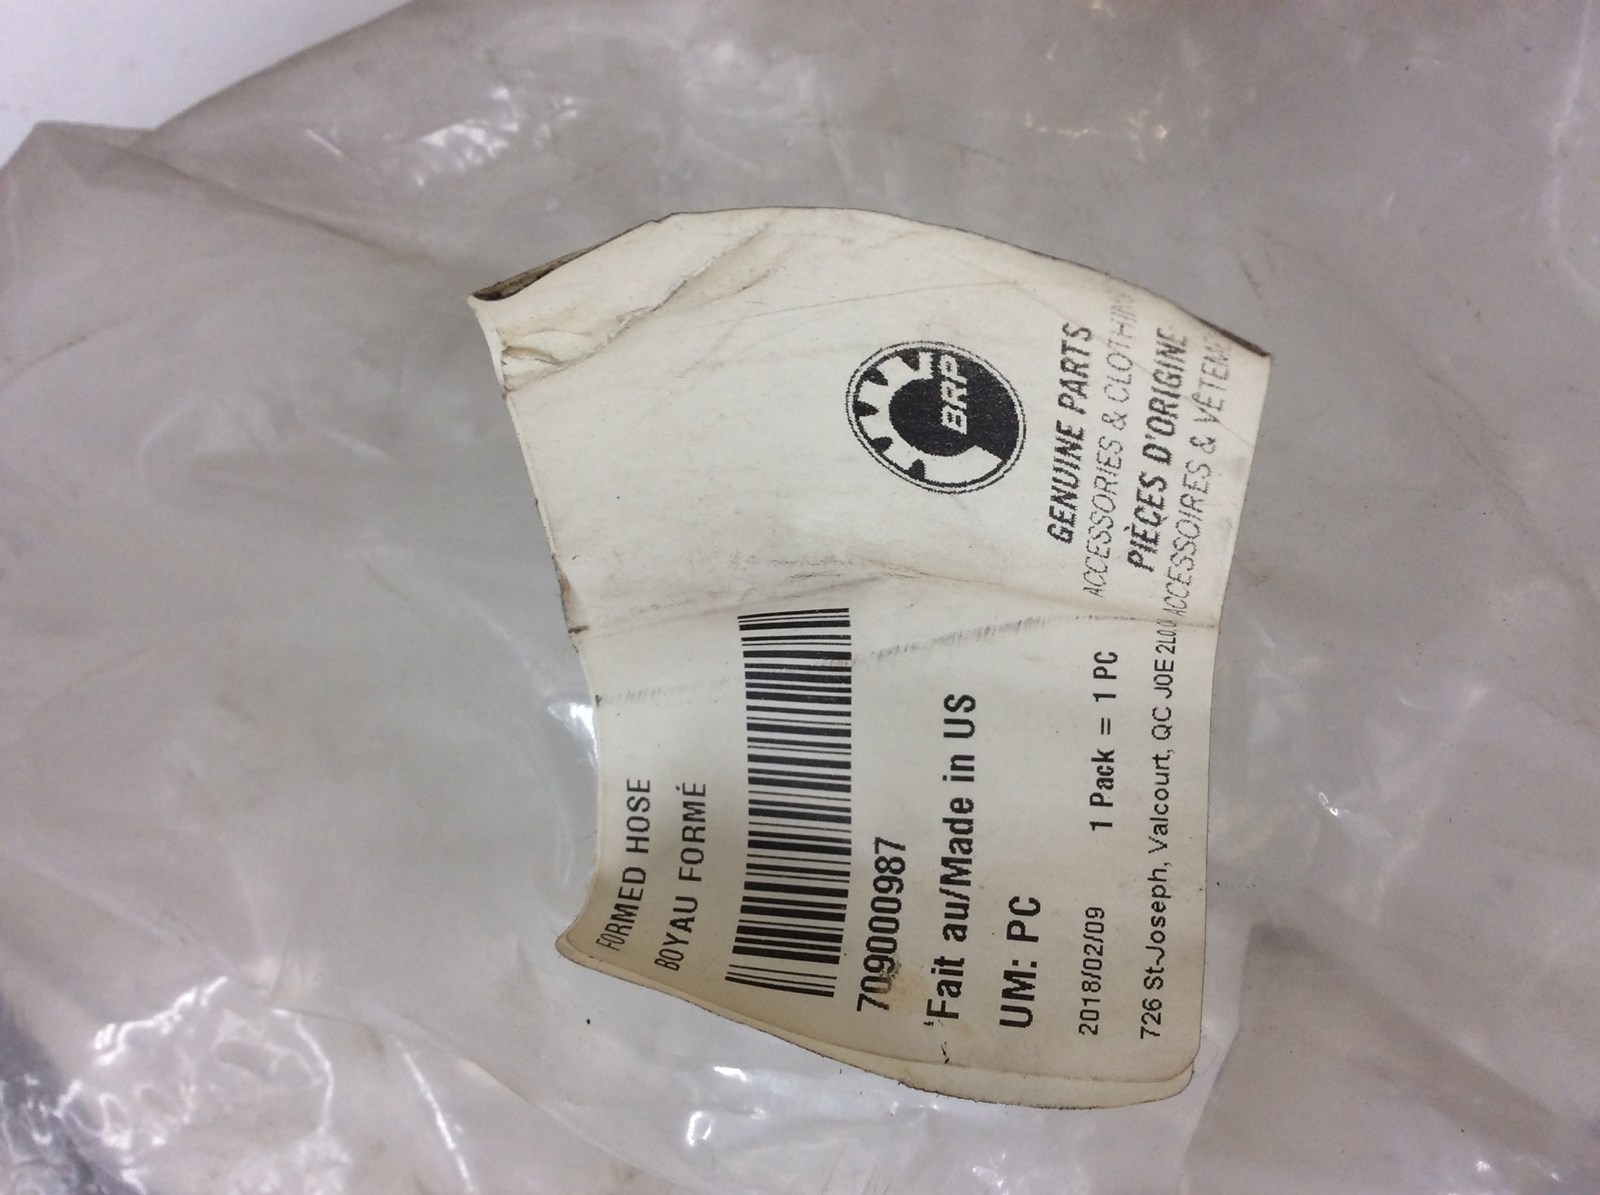 FORMED HOSE
BOYAU FORMÉ
709000987
Fait au/Made in US
UM: PC
2018/02/09 1 Pack = 1 PC
726 St-Joseph, Valcourt, QC J0E 2L0
BRP
GENUINE PARTS
ACCESSORIES & CLOTHING
PIÈCES D'ORIGINE
ACCESSOIRES &